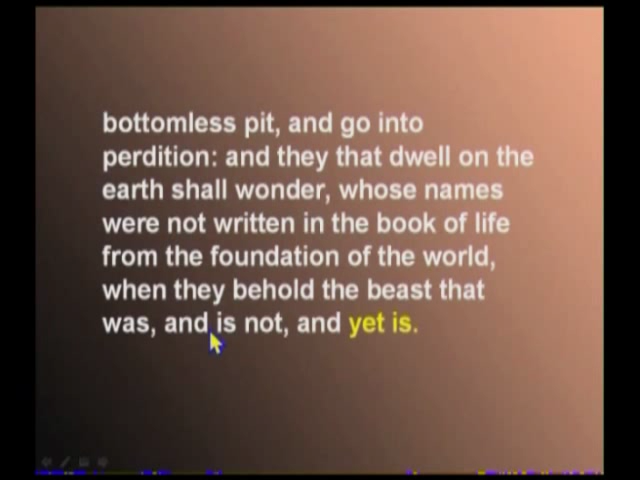 bottomless pit, and go into
perdition: and they that dwell on the
earth shall wonder, whose names
were not written in the book of life
from the foundation of the world,
when they behold the beast that
was, and is not, and yet is.